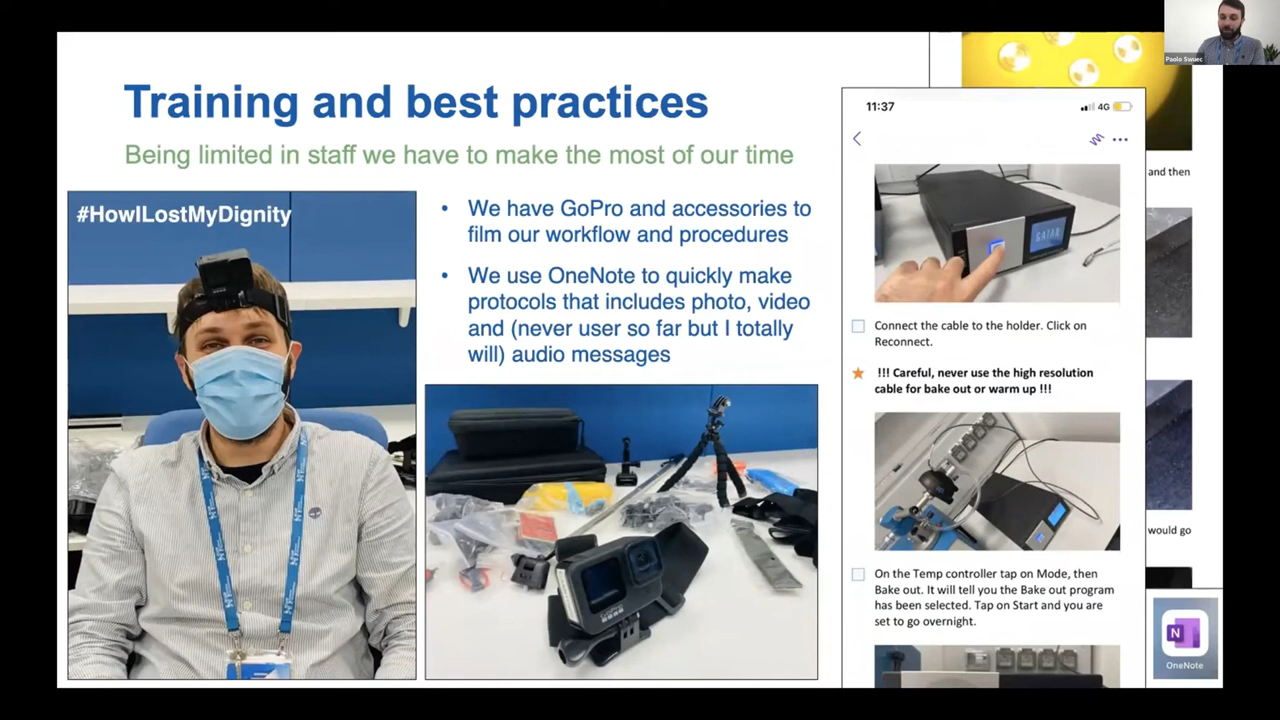 Training and best practices
Being limited in staff we have to make the most of our time
#HowILostMyDignity
• We have GoPro and accessories to
film our workflow and procedures
• We use OneNote to quickly make
protocols that includes photo, video
and (never user so far but I totally
will) audio messages
11:37
4G
GATAN
Connect the cable to the holder. Click on
Reconnect.
!!! Careful, never use the high resolution
cable for bake out or warm up !!!
On the Temp controller tap on Mode, then
Bake out. It will tell you the Bake out program
has been selected. Tap on Start and you are
set to go overnight.
and then
would go
N
OneNote
Paolo Swuec